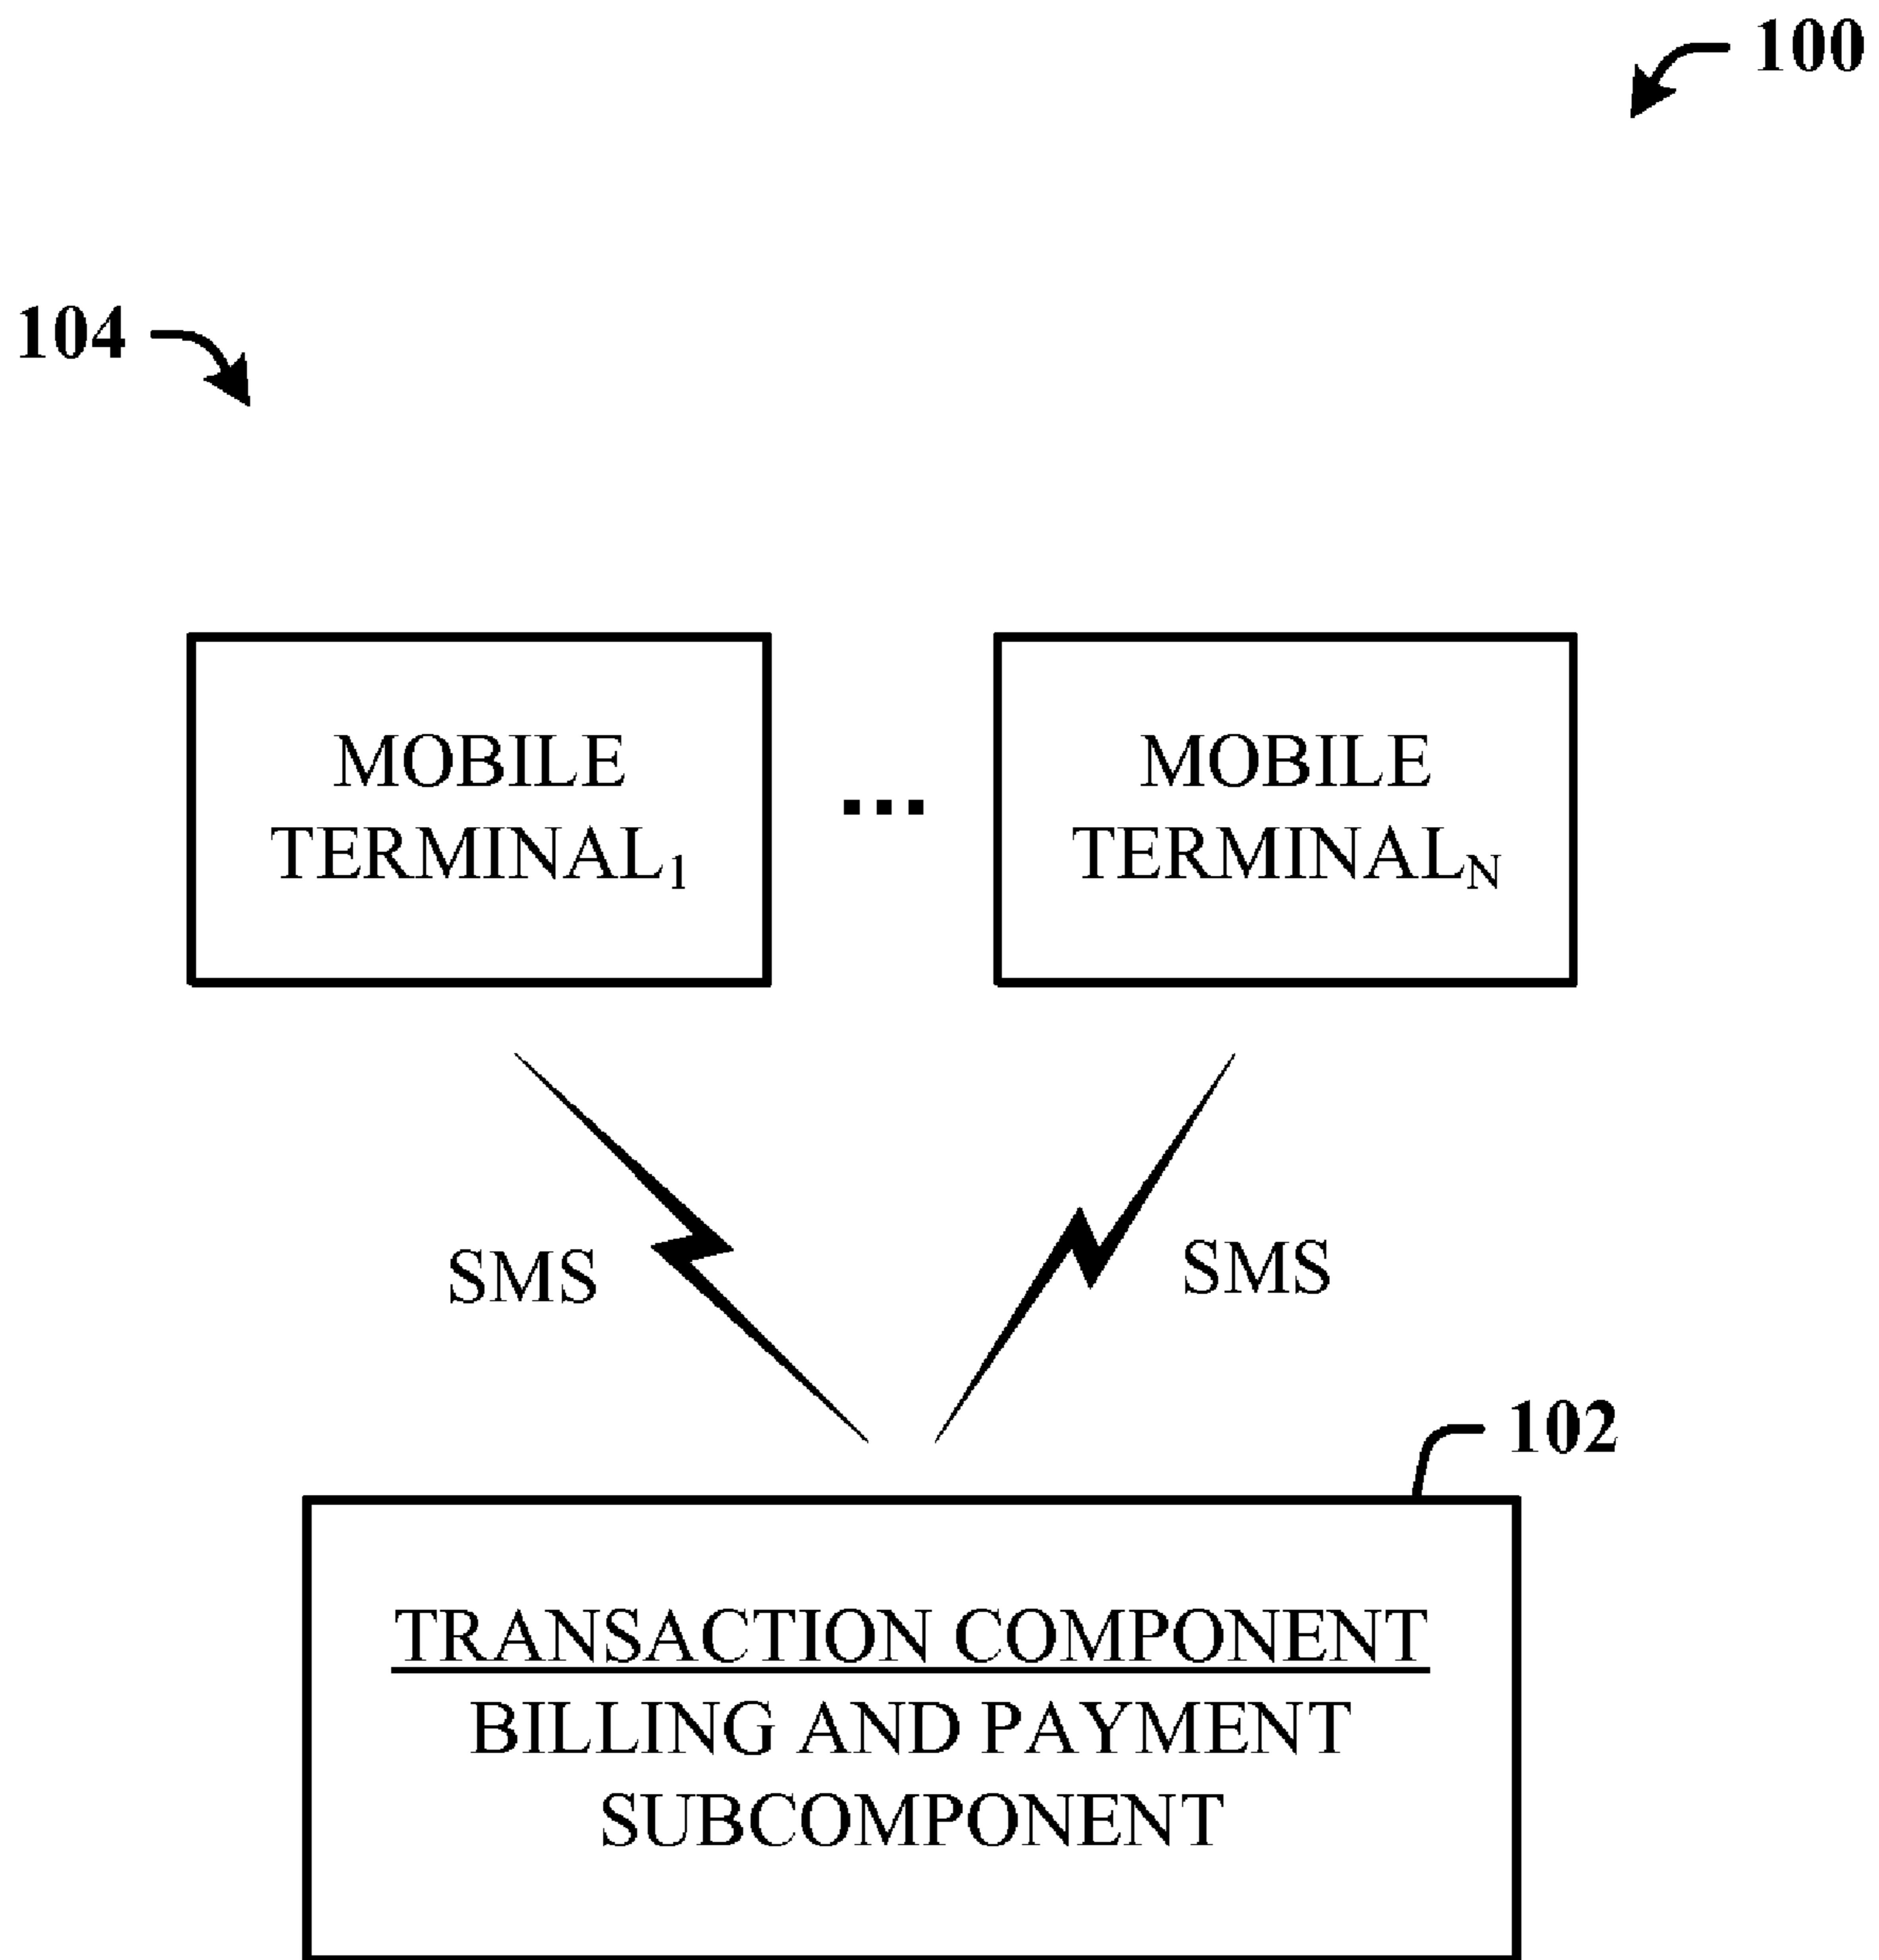 100
104
MOBILE
TERMINAL₁
...
MOBILE
TERMINALN
SMS
SMS
102
TRANSACTION COMPONENT
BILLING AND PAYMENT
SUBCOMPONENT